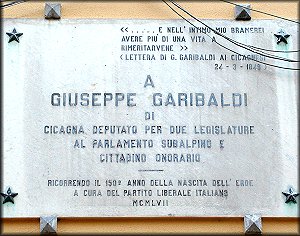 <<..... E NELL'INTIMO MIO BRAMEREI
AVERE PIÙ DI UNA VITA A
RIMERITARVENE >>
(LETTERA DI G. GARIBALDI AI CICAGNESI
24-3-1849)
A
GIUSEPPE GARIBALDI
DI
CICAGNA DEPUTATO PER DUE LEGISLATURE
AL PARLAMENTO SUBALPINO E
CITTADINO ONORARIO
RICORRENDO IL 150° ANNO DELLA NASCITA DELL'EROE
A CURA DEL PARTITO LIBERALE ITALIANO
MCMLVII